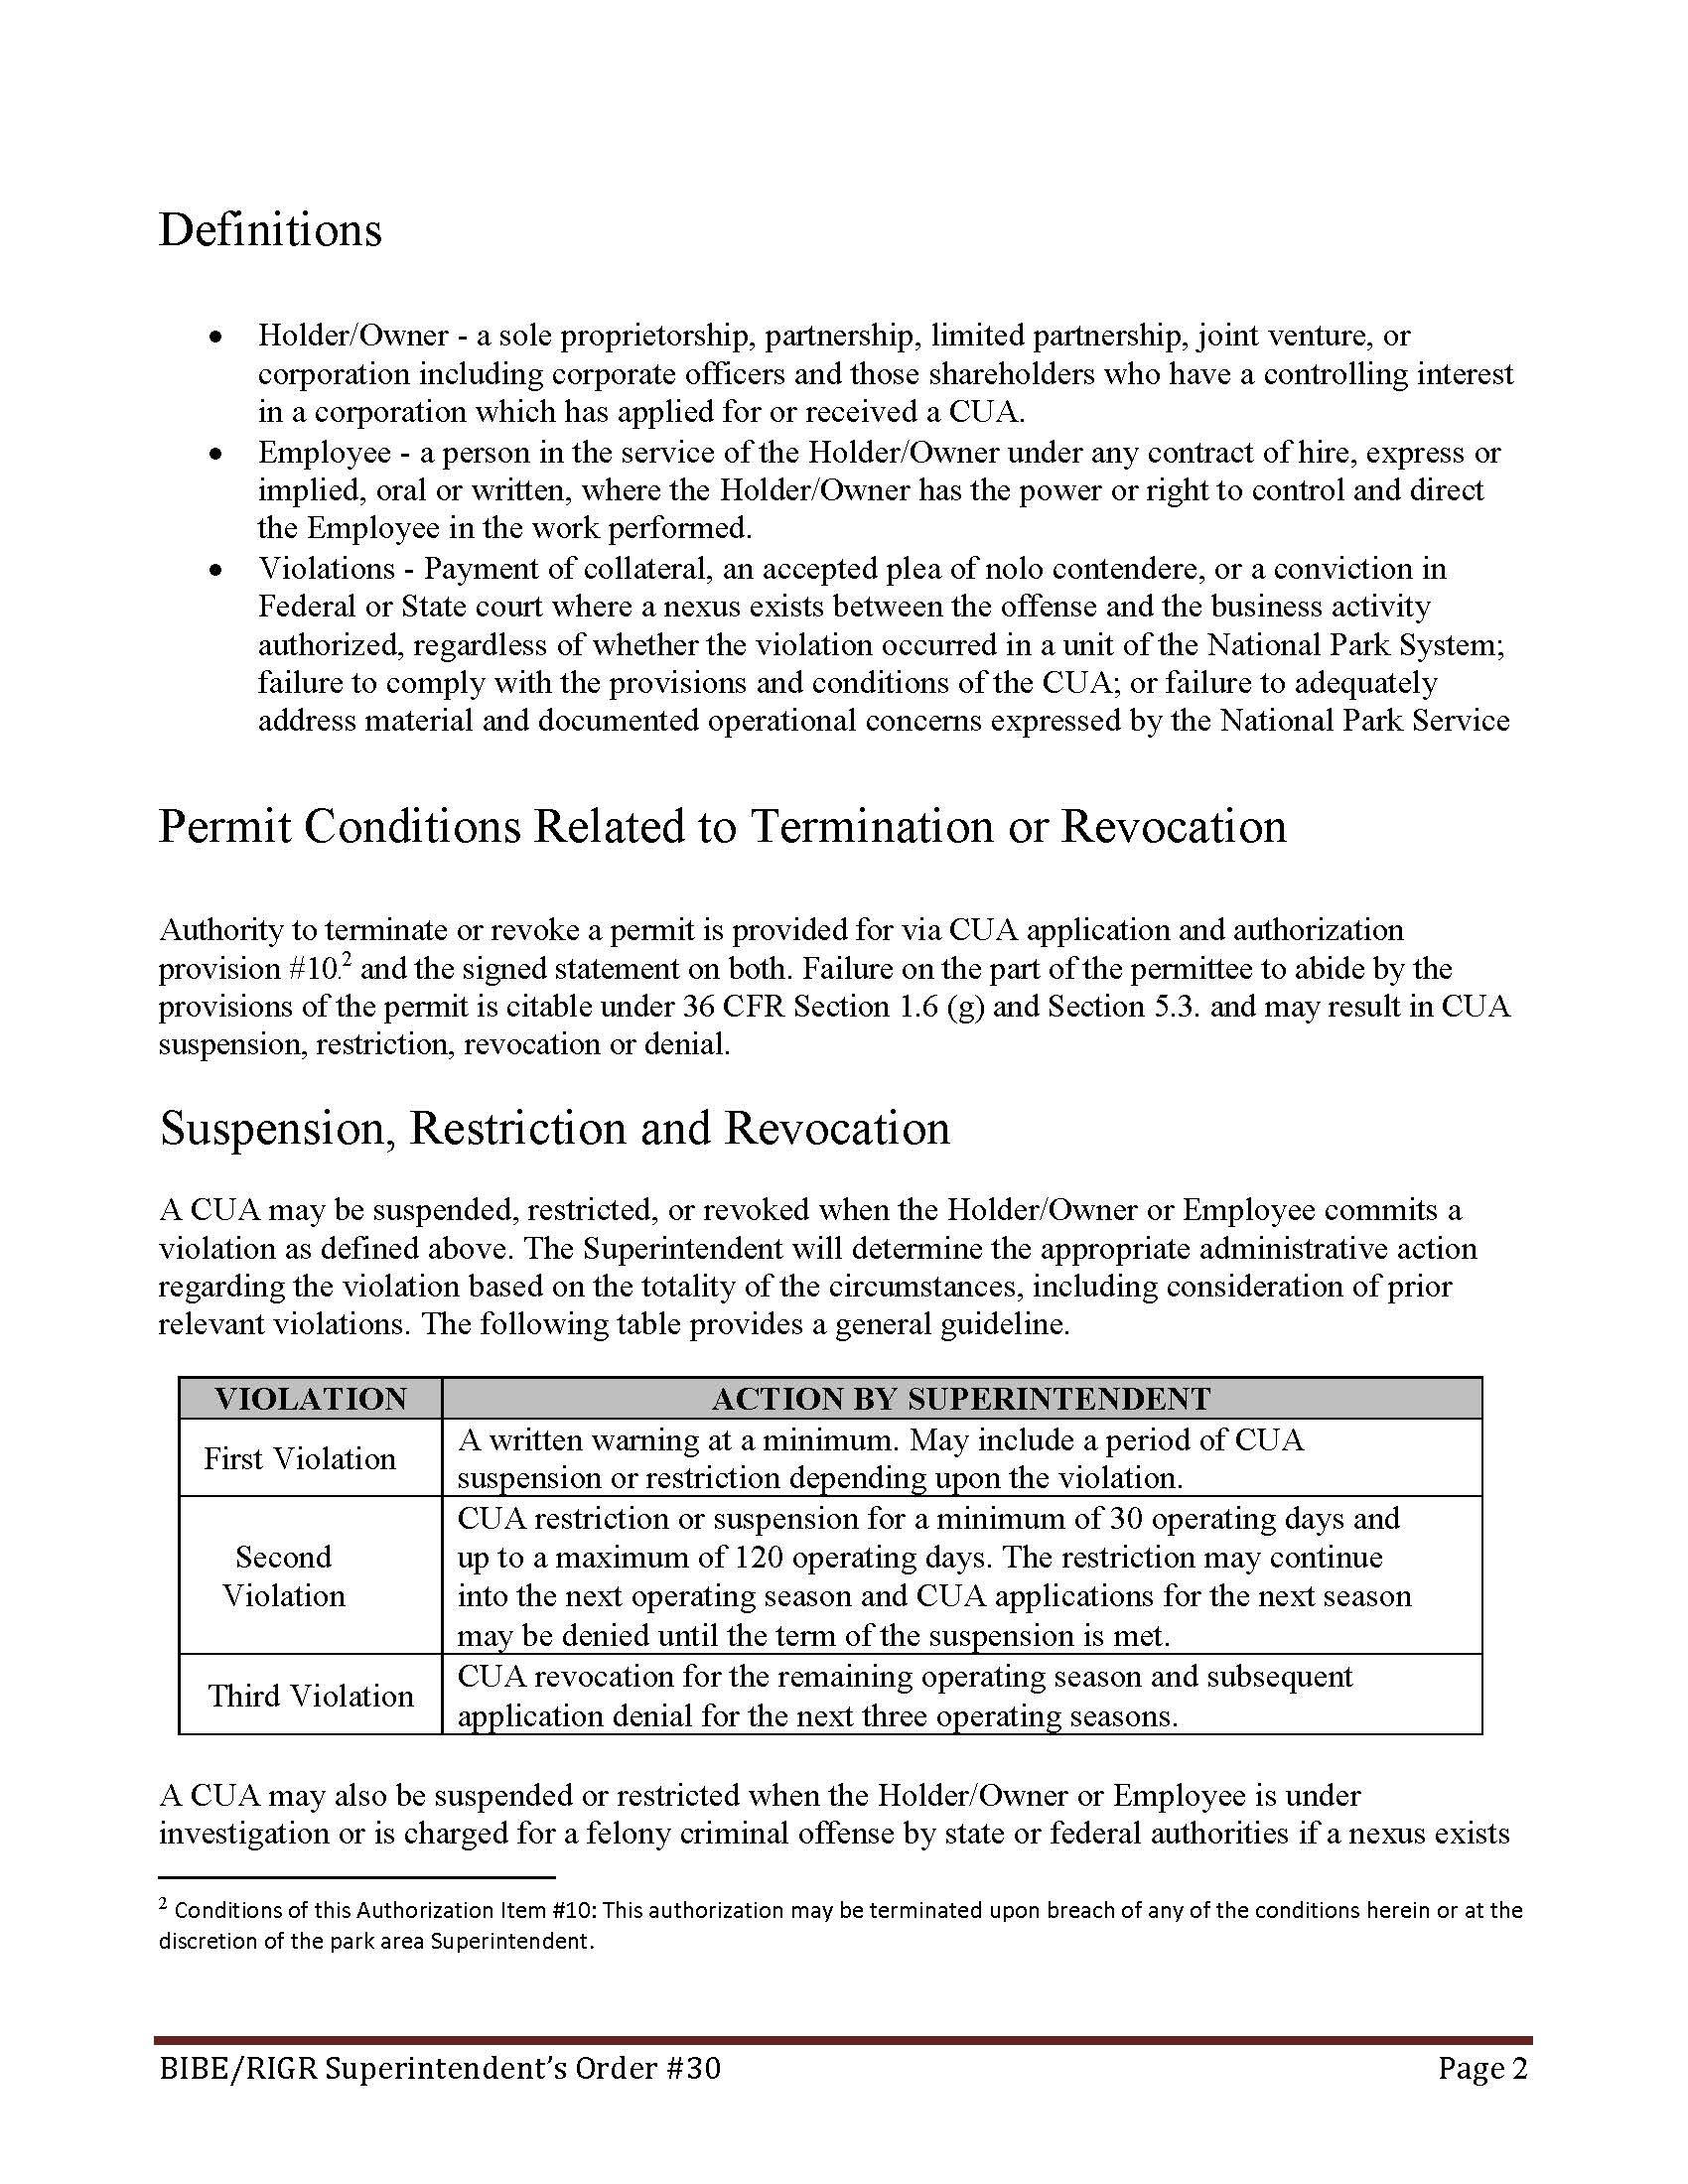 Definitions
• Holder/Owner - a sole proprietorship, partnership, limited partnership, joint venture, or
corporation including corporate officers and those shareholders who have a controlling interest
in a corporation which has applied for or received a CUA.
• Employee - a person in the service of the Holder/Owner under any contract of hire, express or
implied, oral or written, where the Holder/Owner has the power or right to control and direct
the Employee in the work performed.
• Violations - Payment of collateral, an accepted plea of nolo contendere, or a conviction in
Federal or State court where a nexus exists between the offense and the business activity
authorized, regardless of whether the violation occurred in a unit of the National Park System;
failure to comply with the provisions and conditions of the CUA; or failure to adequately
address material and documented operational concerns expressed by the National Park Service
Permit Conditions Related to Termination or Revocation
Authority to terminate or revoke a permit is provided for via CUA application and authorization
provision #10.² and the signed statement on both. Failure on the part of the permittee to abide by the
provisions of the permit is citable under 36 CFR Section 1.6 (g) and Section 5.3. and may result in CUA
suspension, restriction, revocation or denial.
Suspension, Restriction and Revocation
A CUA may be suspended, restricted, or revoked when the Holder/Owner or Employee commits a
violation as defined above. The Superintendent will determine the appropriate administrative action
regarding the violation based on the totality of the circumstances, including consideration of prior
relevant violations. The following table provides a general guideline.
VIOLATION ACTION BY SUPERINTENDENT
First Violation
A written warning at a minimum. May include a period of CUA
suspension or restriction depending upon the violation.
Second
Violation
CUA restriction or suspension for a minimum of 30 operating days and
up to a maximum of 120 operating days. The restriction may continue
into the next operating season and CUA applications for the next season
may be denied until the term of the suspension is met.
Third Violation
CUA revocation for the remaining operating season and subsequent
application denial for the next three operating seasons.
A CUA may also be suspended or restricted when the Holder/Owner or Employee is under
investigation or is charged for a felony criminal offense by state or federal authorities if a nexus exists
² Conditions of this Authorization Item #10: This authorization may be terminated upon breach of any of the conditions herein or at the
discretion of the park area Superintendent.
BIBE/RIGR Superintendent’s Order #30 Page 2